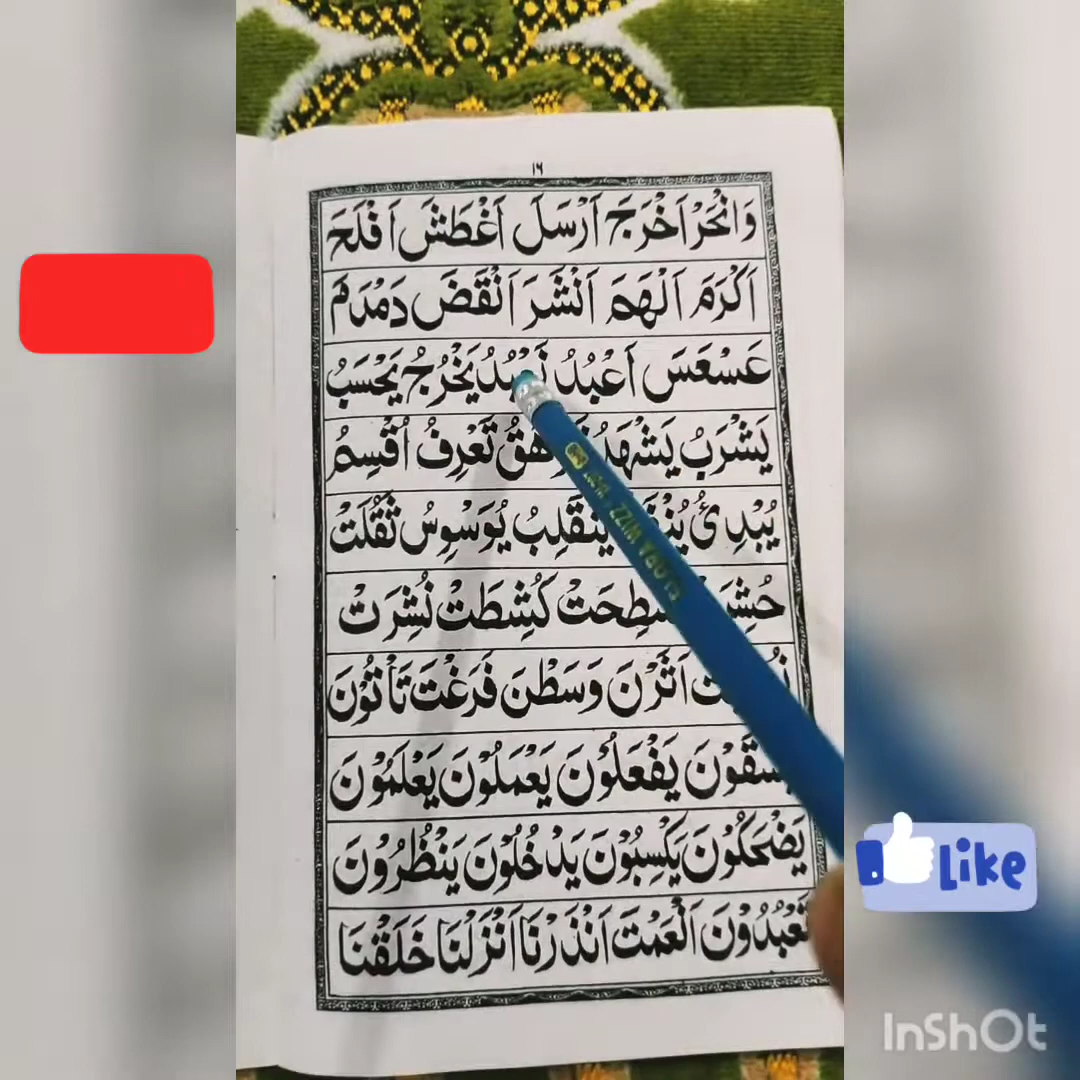 ١٦
وَانْحَرْ اَخْرَجَ اَرْسَلَ اَغْطَشَ اَفْلَحَ
اَكْرَمَ اَلْهَمَ اَنْشَرَ اَنْقَضَ دَمْدَمَ
عَسْعَسَ اَعْبُدُ يَخْرُجُ يَحْسَبُ
يَشْرَبُ يَشْهَدُ تَعْرِفُ اُقْسِمُ
يُبْدِئُ يَنْقَلِبُ يُوَسْوِسُ ثَقُلَتْ
سُطِحَتْ كُشِطَتْ نُشِرَتْ
اَثَرْنَ وَسَطْنَ فَرَغْتَ تَأْتُوْنَ
يَفْعَلُوْنَ يَعْمَلُوْنَ يَعْلَمُوْنَ
يَضْحَكُوْنَ يَكْسِبُوْنَ يَدْخُلُوْنَ يَنْظُرُوْنَ
تَعْبُدُوْنَ اَنْعَمْتَ اَنْذَرْنَا اَنْزَلْنَا خَلَقْنَا
Like
InShOt